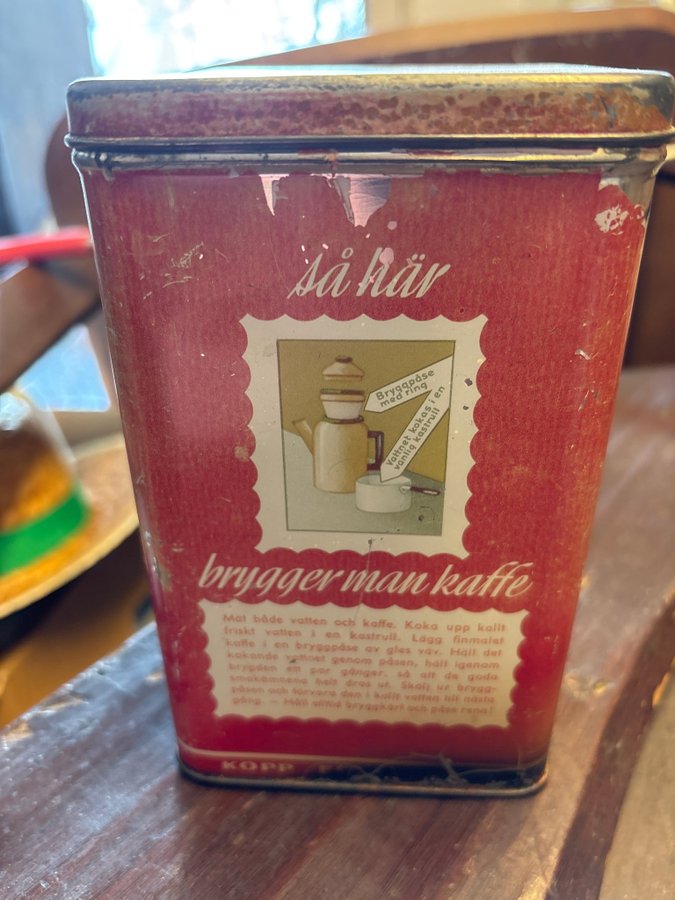 så här
Bryggpåse
med ring
Vattnet kokas i en
vanlig kastrull
brygger man kaffe
Mät både vatten och kaffe. Koka upp kallt
friskt vatten i en kastrull. Lägg finmalet
kaffe i en bryggpåse av gles väv. Häll det
kokande vattnet genom påsen, häll igenom
brygden ett par gånger, så att de goda
smakämnena helt dras ut. Skölj ur brygg-
påsen och förvara den i kallt vatten till nästa
gång. – Håll alltid bryggkärl och påse rena!
KOPP